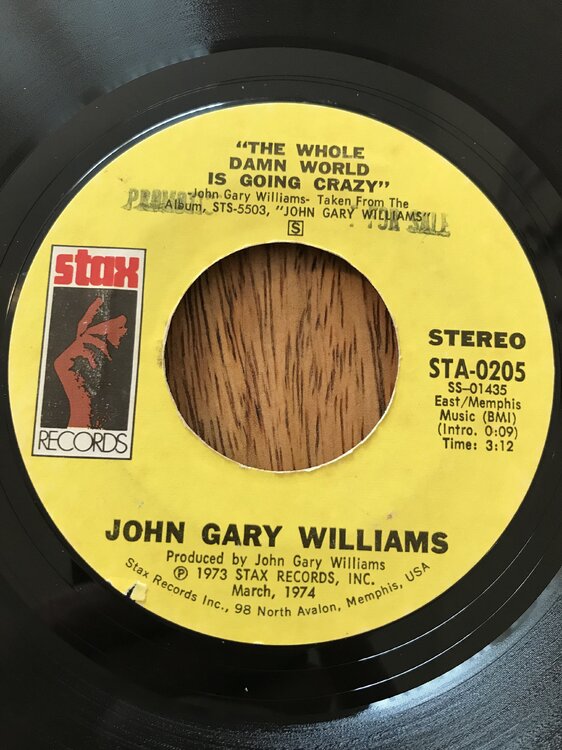 "THE WHOLE
DAMN WORLD
IS GOING CRAZY"
-John Gary Williams- Taken From The
Album, STS-5503, "JOHN GARY WILLIAMS"
S
stax
RECORDS
STEREO
STA-0205
SS-01435
East/Memphis
Music (BMI)
(Intro. 0:09)
Time: 3:12
JOHN GARY WILLIAMS
Produced by John Gary Williams
Ⓟ 1973 STAX RECORDS, INC.
March, 1974
Stax Records Inc., 98 North Avalon, Memphis, USA